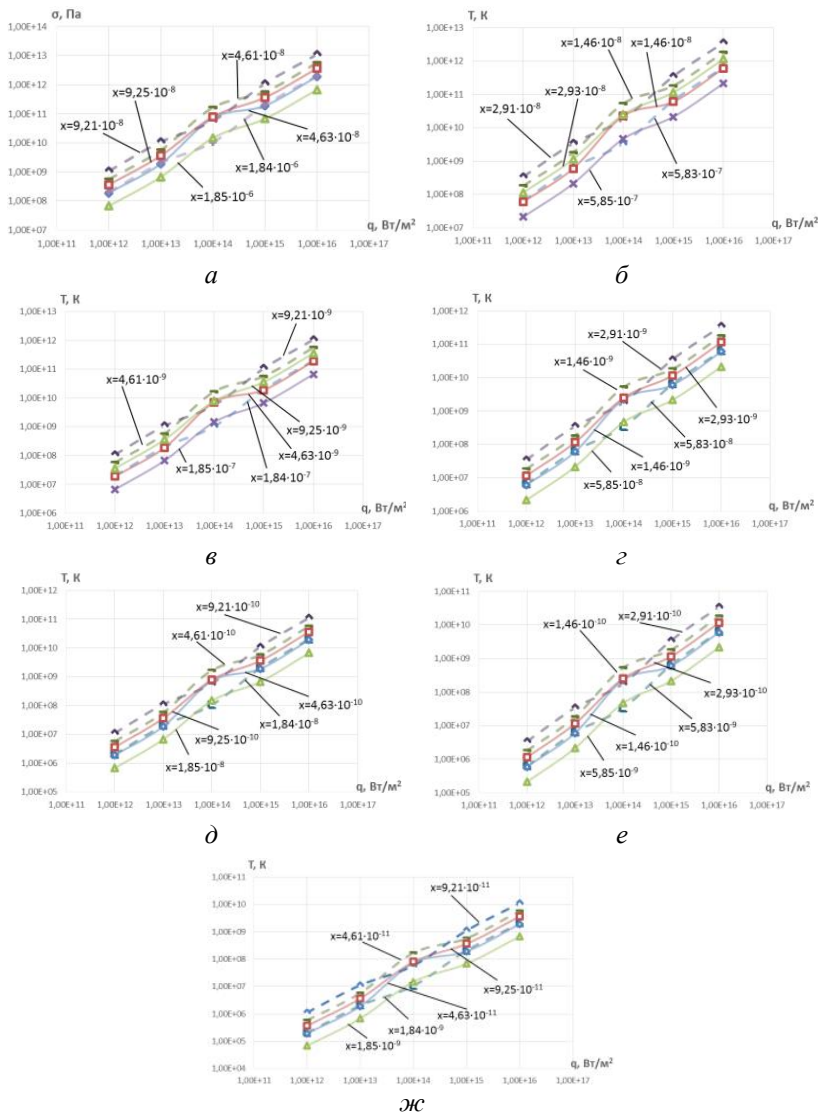 σ, Па
1,00E+14
1,00E+13
1,00E+12
1,00E+11
1,00E+10
1,00E+09
1,00E+08
1,00E+07
x=4,61·10⁻⁸
x=9,25·10⁻⁸
x=9,21·10⁻⁸
x=4,63·10⁻⁸
x=1,84·10⁻⁶
x=1,85·10⁻⁶
q, Вт/м²
1,00E+11 1,00E+12 1,00E+13 1,00E+14 1,00E+15 1,00E+16 1,00E+17
а
T, К
1,00E+13
1,00E+12
1,00E+11
1,00E+10
1,00E+09
1,00E+08
1,00E+07
x=1,46·10⁻⁸ x=1,46·10⁻⁸
x=2,93·10⁻⁸
x=2,91·10⁻⁸
x=5,83·10⁻⁷
x=5,85·10⁻⁷
q, Вт/м²
1,00E+11 1,00E+12 1,00E+13 1,00E+14 1,00E+15 1,00E+16 1,00E+17
б
T, К
1,00E+13
1,00E+12
1,00E+11
1,00E+10
1,00E+09
1,00E+08
1,00E+07
1,00E+06
x=9,21·10⁻⁹
x=4,61·10⁻⁹
x=9,25·10⁻⁹
x=4,63·10⁻⁹
x=1,85·10⁻⁷
x=1,84·10⁻⁷
q, Вт/м²
1,00E+11 1,00E+12 1,00E+13 1,00E+14 1,00E+15 1,00E+16 1,00E+17
в
T, К
1,00E+12
1,00E+11
1,00E+10
1,00E+09
1,00E+08
1,00E+07
1,00E+06
x=2,91·10⁻⁹
x=1,46·10⁻⁹
x=2,93·10⁻⁹
x=5,83·10⁻⁸
x=1,46·10⁻⁹
x=5,85·10⁻⁸
q, Вт/м²
1,00E+11 1,00E+12 1,00E+13 1,00E+14 1,00E+15 1,00E+16 1,00E+17
г
T, К
1,00E+12
1,00E+11
1,00E+10
1,00E+09
1,00E+08
1,00E+07
1,00E+06
1,00E+05
x=9,21·10⁻¹⁰
x=4,61·10⁻¹⁰
x=4,63·10⁻¹⁰
x=1,84·10⁻⁸
x=9,25·10⁻¹⁰
x=1,85·10⁻⁸
q, Вт/м²
1,00E+11 1,00E+12 1,00E+13 1,00E+14 1,00E+15 1,00E+16 1,00E+17
д
T, К
1,00E+11
1,00E+10
1,00E+09
1,00E+08
1,00E+07
1,00E+06
1,00E+05
x=2,91·10⁻¹⁰
x=1,46·10⁻¹⁰
x=2,93·10⁻¹⁰
x=5,83·10⁻⁹
x=1,46·10⁻¹⁰
x=5,85·10⁻⁹
q, Вт/м²
1,00E+11 1,00E+12 1,00E+13 1,00E+14 1,00E+15 1,00E+16 1,00E+17
е
T, К
1,00E+11
1,00E+10
1,00E+09
1,00E+08
1,00E+07
1,00E+06
1,00E+05
1,00E+04
x=9,21·10⁻¹¹
x=4,61·10⁻¹¹
x=9,25·10⁻¹¹
x=4,63·10⁻¹¹
x=1,84·10⁻⁹
x=1,85·10⁻⁹
q, Вт/м²
1,00E+11 1,00E+12 1,00E+13 1,00E+14 1,00E+15 1,00E+16 1,00E+17
ж